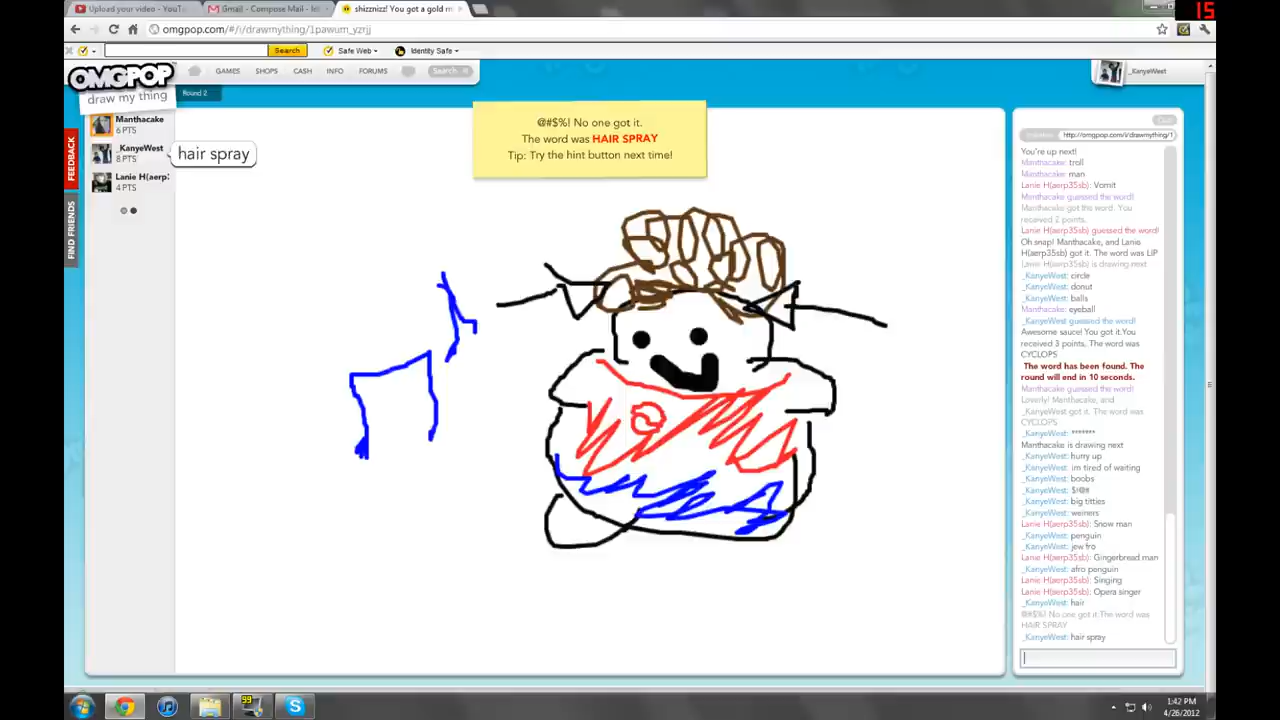 Upload your video - YouT
Gmail - Compose Mail - In
shizznizz! You got a gold m
15
omgpop.com/#/i/drawmything/1pawum_yzrjj
Search
Safe Web
Identity Safe
OMGPOP
draw my thing
GAMES
SHOPS
CASH
INFO
FORUMS
Search
_KanyeWest
Round 2
FEEDBACK
FIND FRIENDS
Manthacake
6 PTS
_KanyeWest
8 PTS
Lanie H(aerp:
4 PTS
hair spray
@#$%! No one got it.
The word was HAIR SPRAY
Tip: Try the hint button next time!
http://omgpop.com/i/drawmything/1
You're up next!
Manthacake: troll
Manthacake: man
Lanie H(aerp35sb): Vomit
Manthacake guessed the word!
Manthacake got the word. You
received 2 points.
Lanie H(aerp35sb) guessed the word!
Oh snap! Manthacake, and Lanie
H(aerp35sb) got it. The word was LIP
Lanie H(aerp35sb) is drawing next
_KanyeWest: circle
_KanyeWest: donut
_KanyeWest: balls
Manthacake: eyeball
_KanyeWest guessed the word!
Awesome sauce! You got it.You
received 3 points. The word was
CYCLOPS
The word has been found. The
round will end in 10 seconds.
Manthacake guessed the word!
Loverly! Manthacake, and
_KanyeWest got it. The word was
CYCLOPS
_KanyeWest: *******
Manthacake is drawing next
_KanyeWest: hurry up
_KanyeWest: im tired of waiting
_KanyeWest: boobs
_KanyeWest: $!@#
_KanyeWest: big titties
_KanyeWest: weiners
Lanie H(aerp35sb): Snow man
_KanyeWest: penguin
_KanyeWest: jew fro
Lanie H(aerp35sb): Gingerbread man
_KanyeWest: afro penguin
Lanie H(aerp35sb): Singing
Lanie H(aerp35sb): Opera singer
_KanyeWest: hair
@#$%! No one got it.The word was
HAIR SPRAY
_KanyeWest: hair spray
99
1:42 PM
4/26/2012